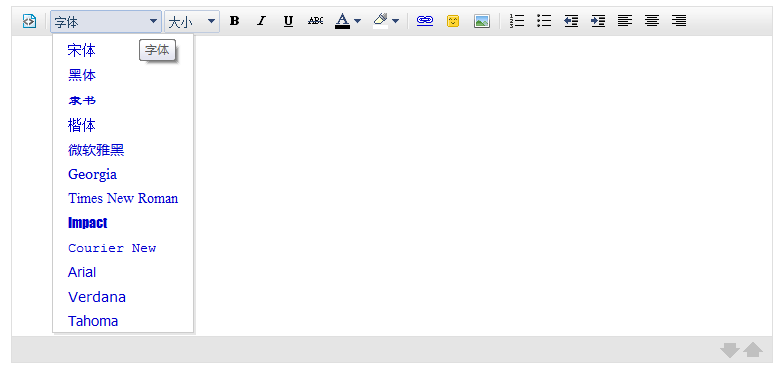 字体 大小 B I U ABC A
宋体 字体
黑体
隶书
楷体
微软雅黑
Georgia
Times New Roman
Impact
Courier New
Arial
Verdana
Tahoma